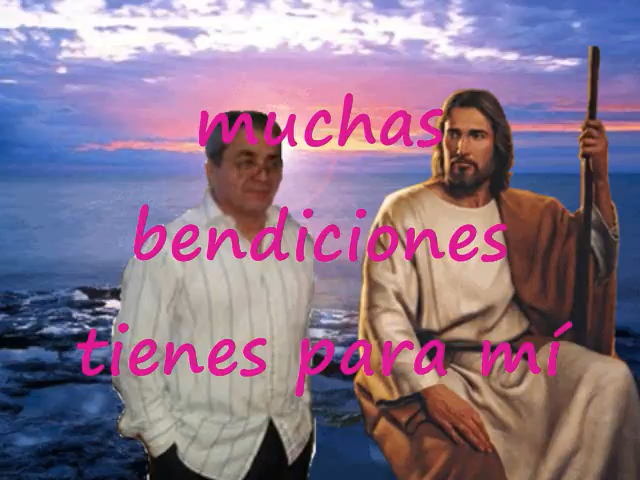 muchas
bendiciones
tienes para mí